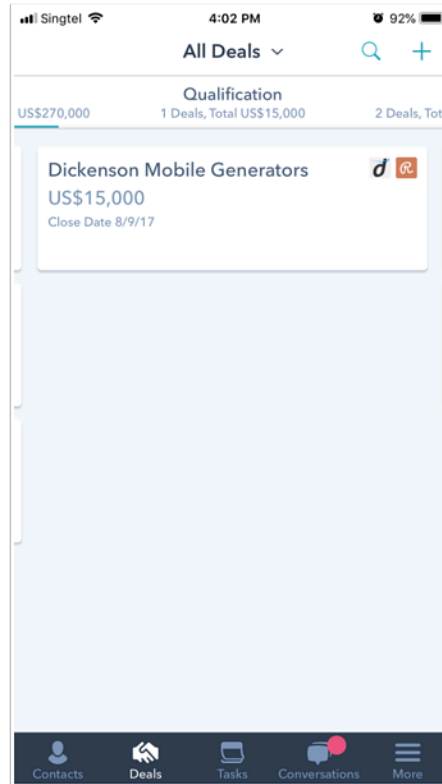 Singtel 4:02 PM 92%
All Deals
Qualification
US$270,000 1 Deals, Total US$15,000 2 Deals, Tot
Dickenson Mobile Generators
US$15,000
Close Date 8/9/17
Contacts Deals Tasks Conversations More